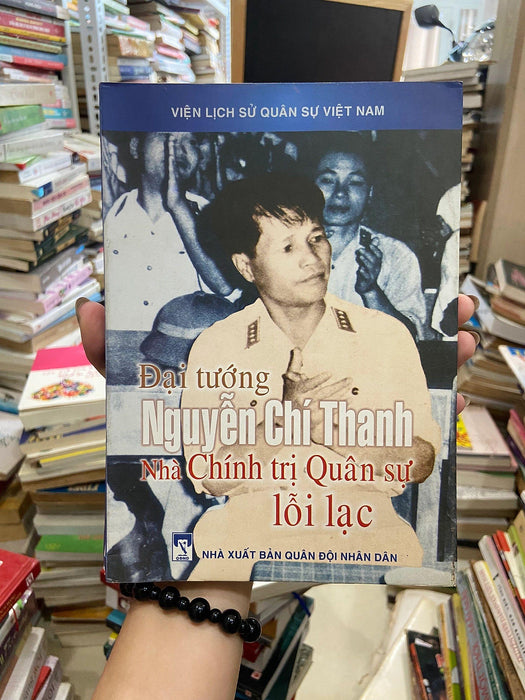 VIỆN LỊCH SỬ QUÂN SỰ VIỆT NAM
Đại tướng
Nguyễn Chí Thanh
Nhà Chính trị Quân sự
lỗi lạc
NHÀ XUẤT BẢN QUÂN ĐỘI NHÂN DÂN